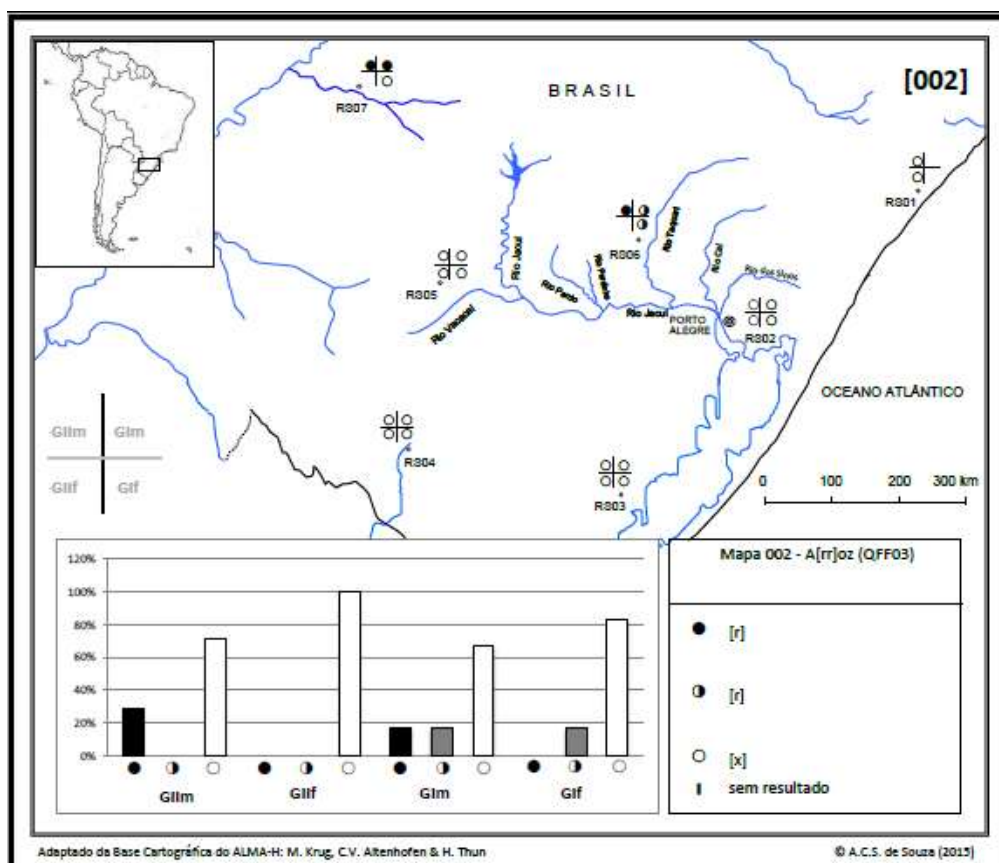 [002]
BRASIL
RS07
RS01
RS06
Rio Taquari
Rio Caí
Rio dos Sinos
Rio Jacuí
RS05
Rio Pardo
Rio Vacacaí
Rio Jacuí
PORTO
ALEGRE
RS02
OCEANO ATLÂNTICO
GIIm
GIm
GIIf
GIf
RS04
RS03
0 100 200 300 km
120%
100%
80%
60%
40%
20%
0%
GIIm GIIf GIm GIf
Mapa 002 - A[rr]oz (QFF03)
[r]
[r]
[x]
sem resultado
Adaptado da Base Cartográfica do ALMA-H: M. Krug, C.V. Altenhofen & H. Thun
© A.C.S. de Souza (2015)